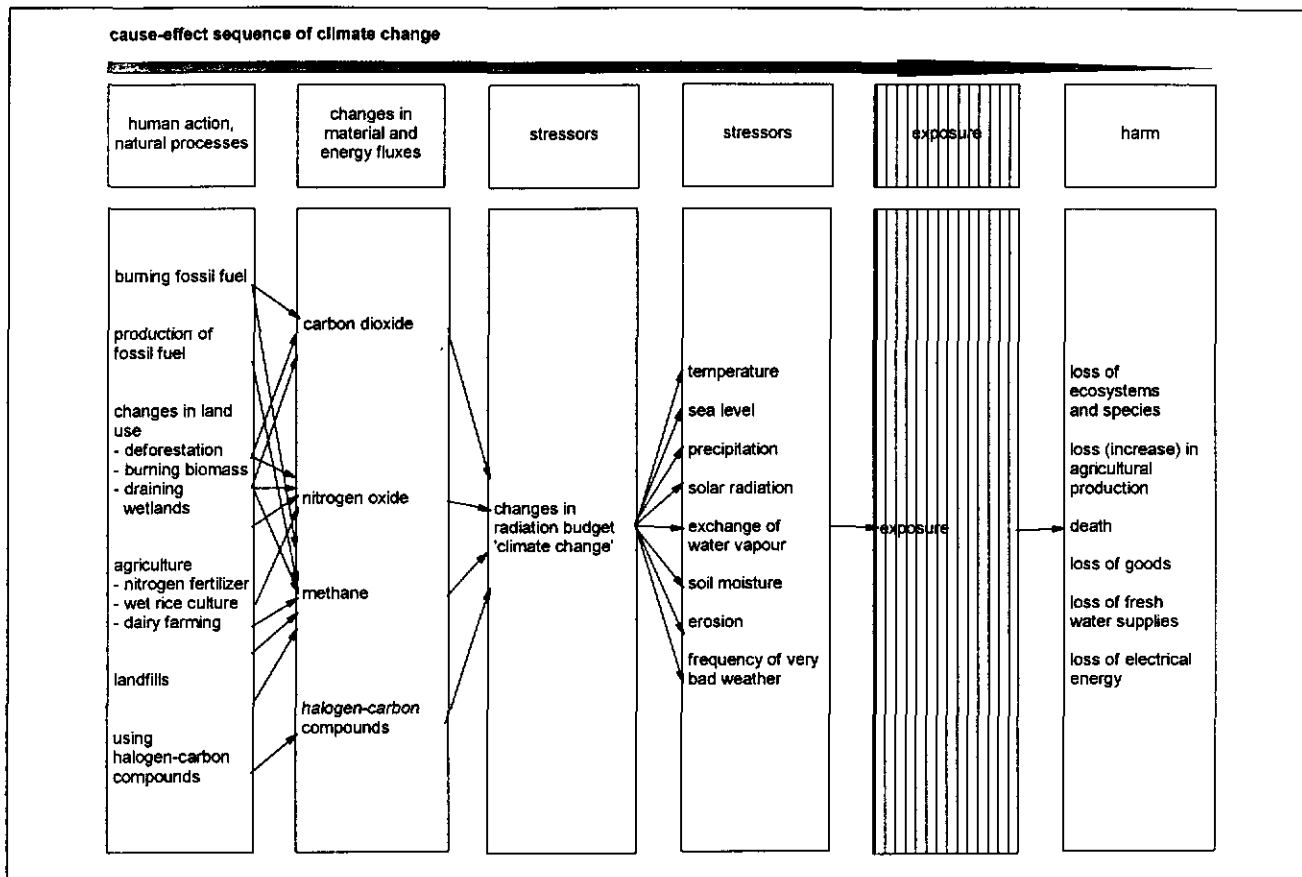 cause-effect sequence of climate change
human action,
natural processes
changes in
material and
energy fluxes
stressors
stressors
exposure
harm
burning fossil fuel
production of
fossil fuel
changes in land
use
- deforestation
- burning biomass
- draining
wetlands
agriculture
- nitrogen fertilizer
- wet rice culture
- dairy farming
landfills
using
halogen-carbon
compounds
carbon dioxide
nitrogen oxide
methane
halogen-carbon
compounds
changes in
radiation budget
'climate change'
temperature
sea level
precipitation
solar radiation
exchange of
water vapour
soil moisture
erosion
frequency of very
bad weather
exposure
loss of
ecosystems
and species
loss (increase) in
agricultural
production
death
loss of goods
loss of fresh
water supplies
loss of electrical
energy